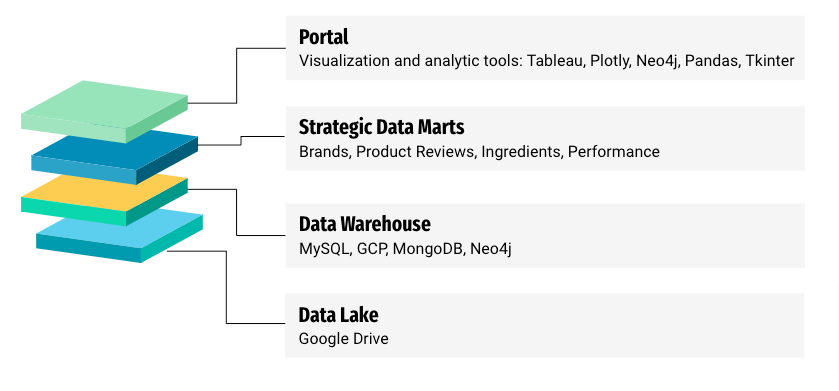 Portal
Visualization and analytic tools: Tableau, Plotly, Neo4j, Pandas, Tkinter
Strategic Data Marts
Brands, Product Reviews, Ingredients, Performance
Data Warehouse
MySQL, GCP, MongoDB, Neo4j
Data Lake
Google Drive